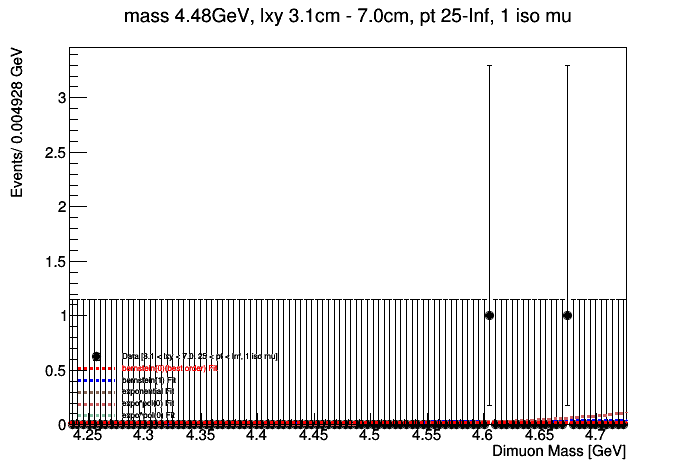 mass 4.48GeV, lxy 3.1cm - 7.0cm, pt 25-Inf, 1 iso mu
Events/ 0.004928 GeV
3
2.5
2
1.5
1
0.5
0
Data [3.1 < lxy < 7.0, 25 < pt < Inf, 1 iso mu]
bernstein[0](best order) Fit
bernstein[1] Fit
exponential Fit
4.25 4.3 4.35 4.4 4.45 4.5 4.55 4.6 4.65 4.7
Dimuon Mass [GeV]